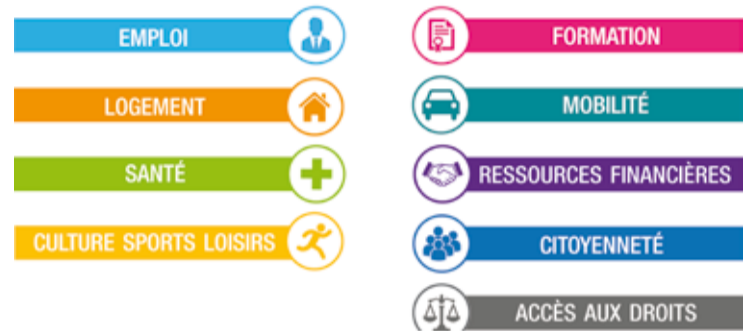 EMPLOI
FORMATION
LOGEMENT
MOBILITÉ
SANTÉ
RESSOURCES FINANCIÈRES
CULTURE SPORTS LOISIRS
CITOYENNETÉ
ACCÈS AUX DROITS